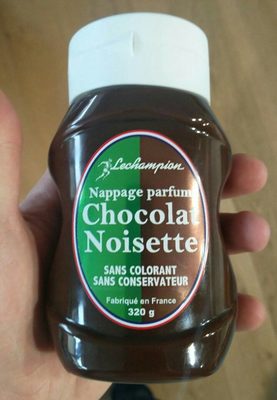 Lechampion
Nappage parfum
Chocolat
Noisette
SANS COLORANT
SANS CONSERVATEUR
Fabriqué en France
320 g